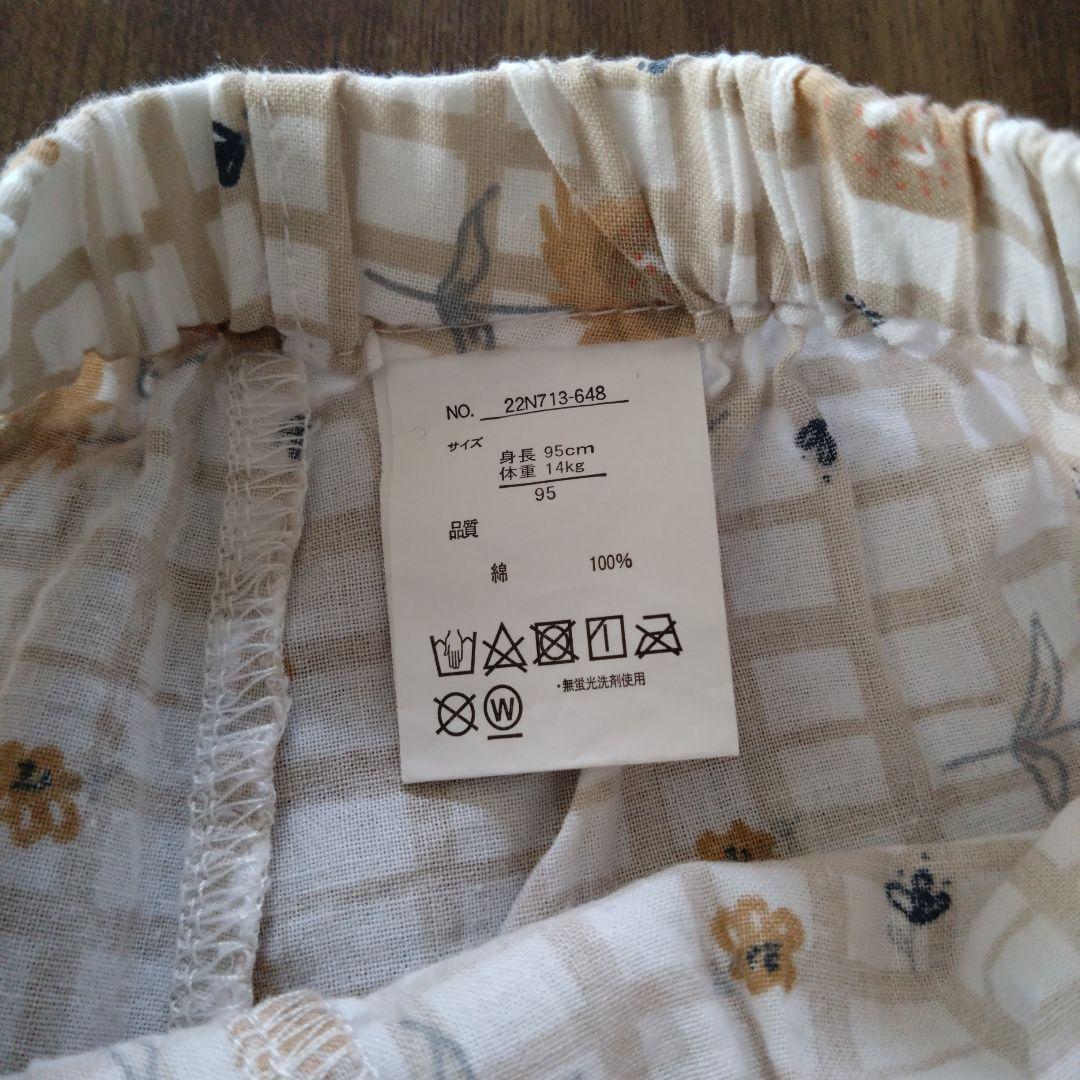 NO. 22N713-648
サイズ
身長 95cm
体重 14kg
95
品質
綿 100%
・無蛍光洗剤使用
W